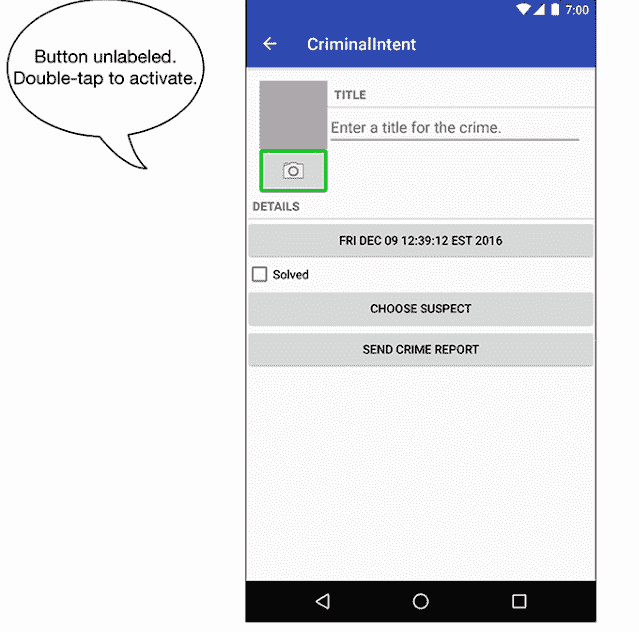 Button unlabeled.
Double-tap to activate.
7:00
CriminalIntent
TITLE
Enter a title for the crime.
DETAILS
FRI DEC 09 12:39:12 EST 2016
Solved
CHOOSE SUSPECT
SEND CRIME REPORT